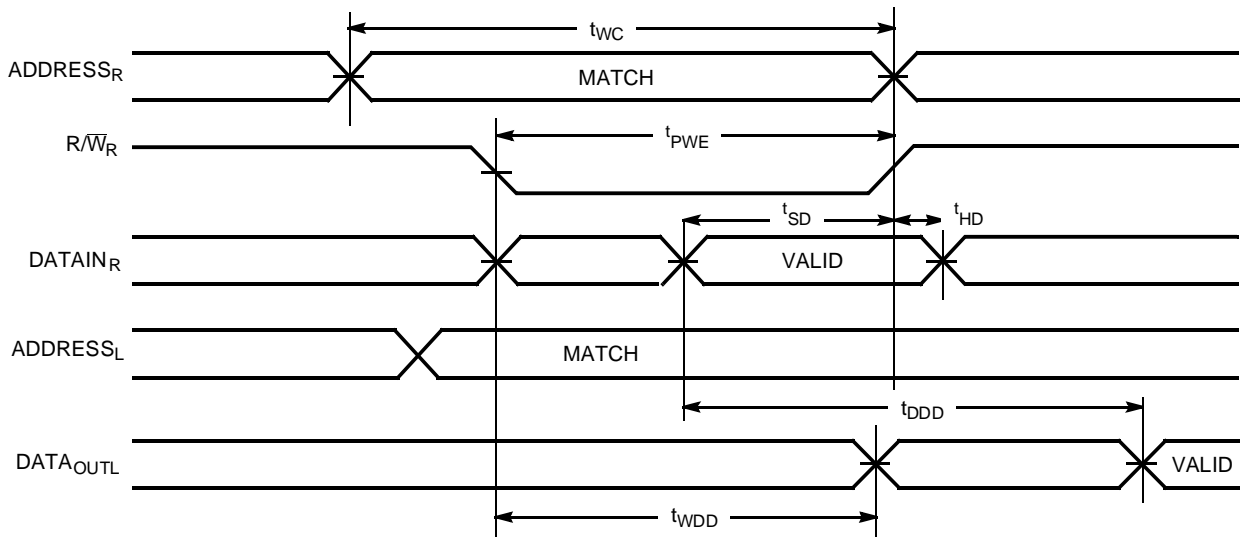 tWC
ADDRESSR
MATCH
R/W̅R
tPWE
tSD
tHD
DATAINR
VALID
ADDRESSL
MATCH
tDDD
DATAOUTL
VALID
tWDD